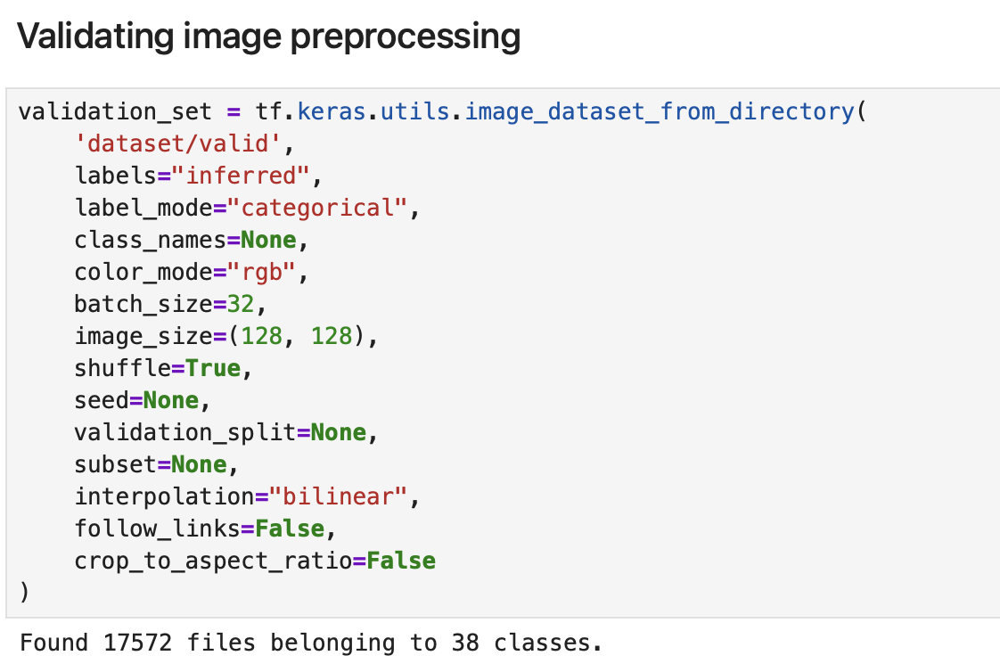 Validating image preprocessing
validation_set = tf.keras.utils.image_dataset_from_directory(
    'dataset/valid',
    labels="inferred",
    label_mode="categorical",
    class_names=None,
    color_mode="rgb",
    batch_size=32,
    image_size=(128, 128),
    shuffle=True,
    seed=None,
    validation_split=None,
    subset=None,
    interpolation="bilinear",
    follow_links=False,
    crop_to_aspect_ratio=False
)
Found 17572 files belonging to 38 classes.